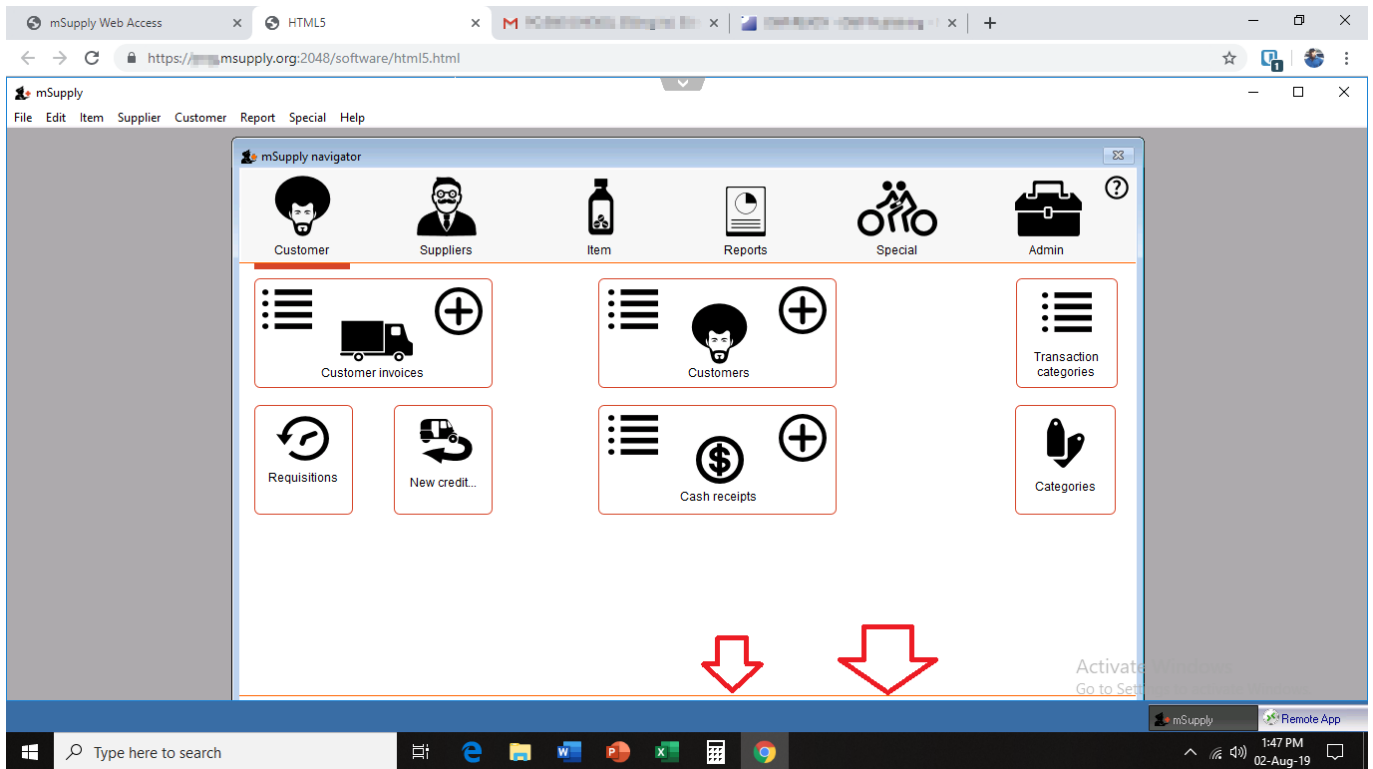 mSupply Web Access
HTML5
https:// msupply.org:2048/software/html5.html
1
mSupply
File Edit Item Supplier Customer Report Special Help
mSupply navigator
?
Customer Suppliers Item Reports Special Admin
Customer invoices
Customers
Transaction
categories
Requisitions
New credit...
$
Cash receipts
Categories
Activate Windows
Go to Set
mSupply
Remote App
Type here to search
1:47 PM
02-Aug-19